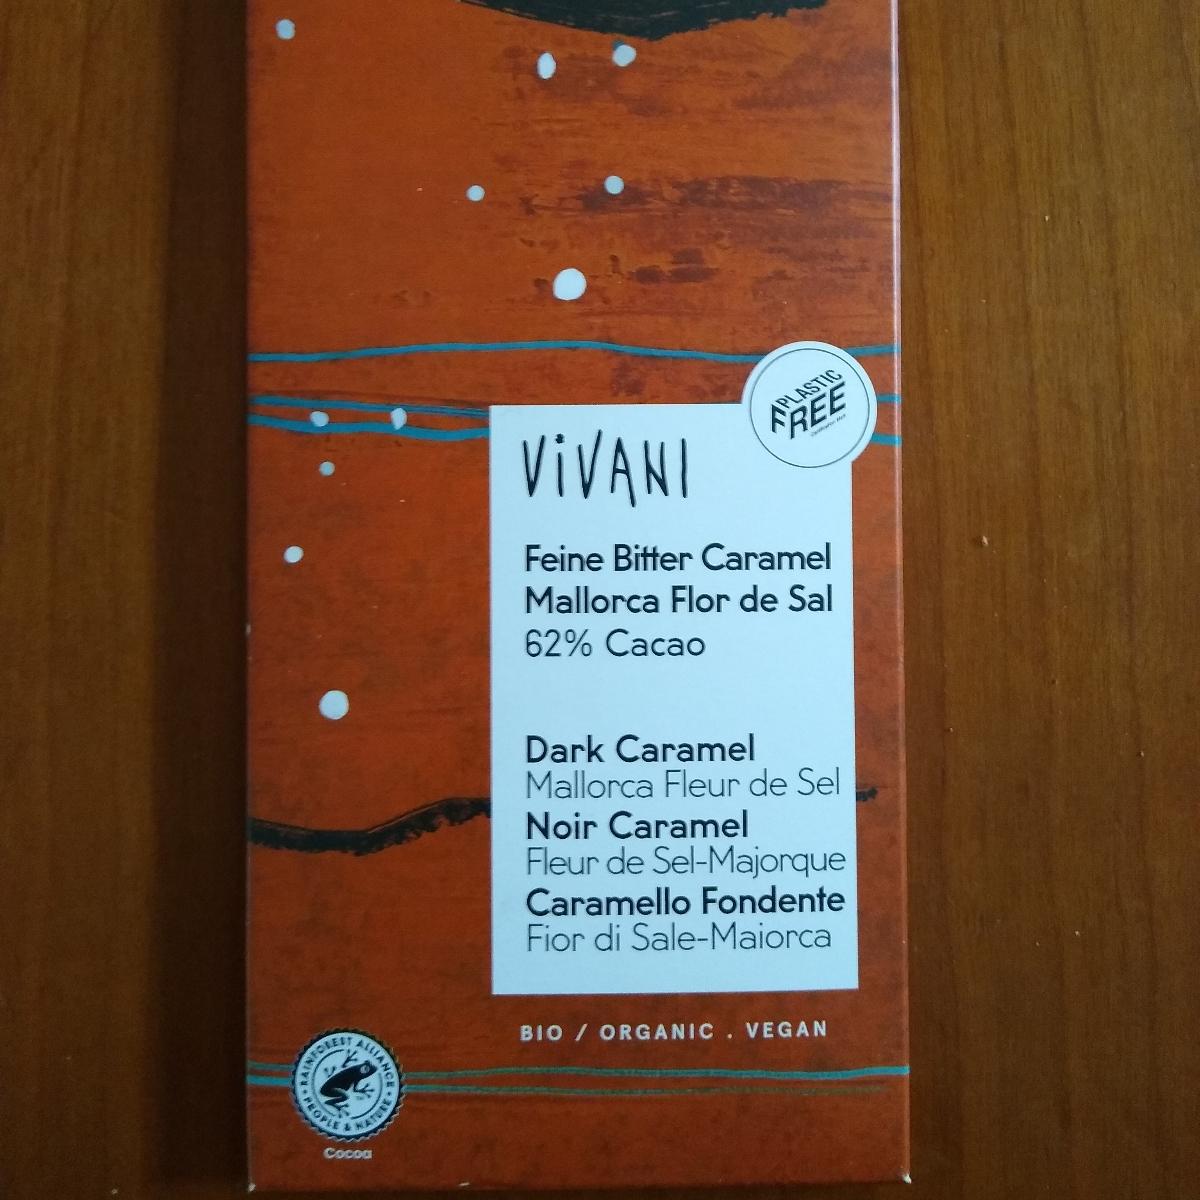 PLASTIC
FREE
ViVANI
Feine Bitter Caramel
Mallorca Flor de Sal
62% Cacao
Dark Caramel
Mallorca Fleur de Sel
Noir Caramel
Fleur de Sel-Majorque
Caramello Fondente
Fior di Sale-Maiorca
BIO / ORGANIC . VEGAN
RAINFOREST ALLIANCE
PEOPLE & NATURE
Cocoa